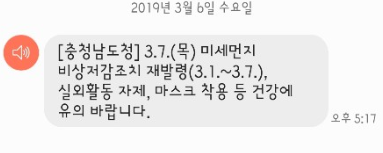 2019년 3월 6일 수요일
[충청남도청] 3.7.(목) 미세먼지
비상저감조치 재발령(3.1.~3.7.),
실외활동 자제, 마스크 착용 등 건강에
유의 바랍니다.
오후 5:17